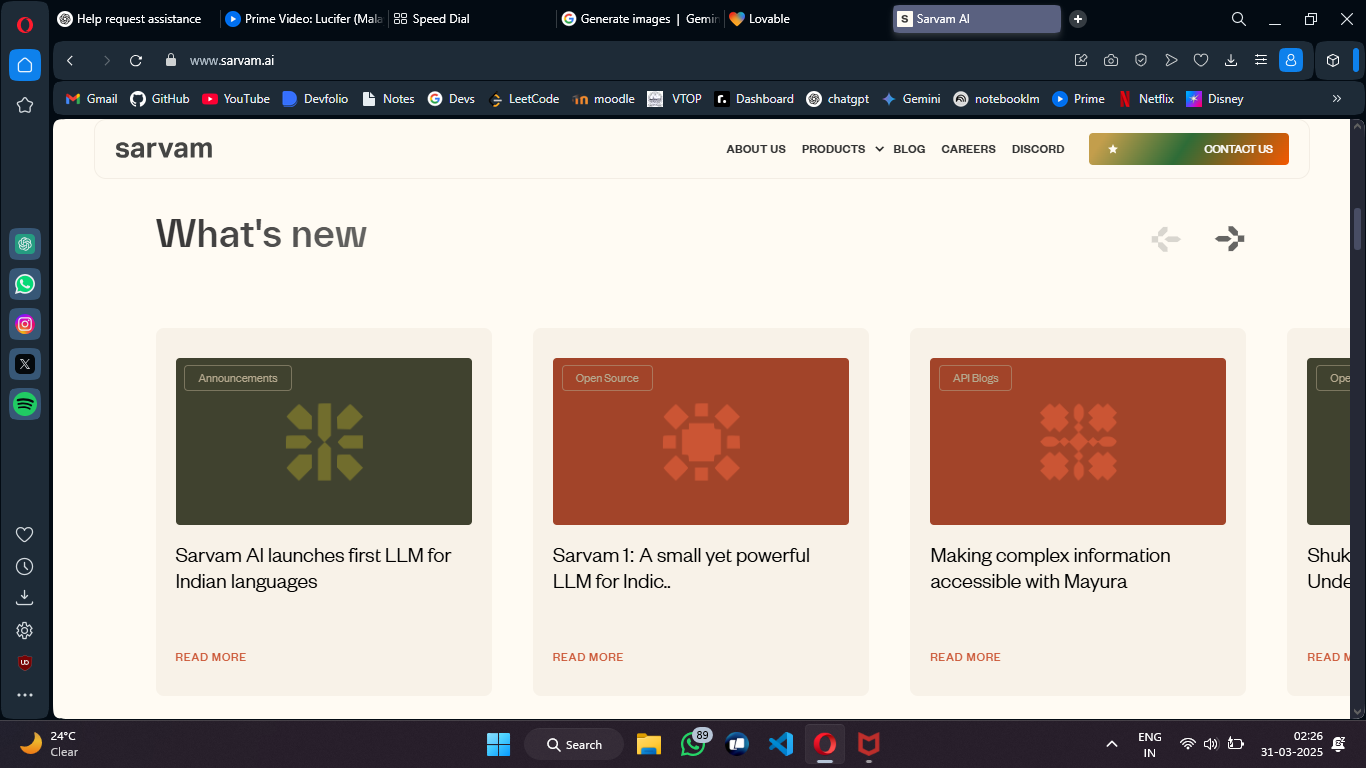 Help request assistance
Prime Video: Lucifer (Mala
Speed Dial
Generate images | Gemin
Lovable
S Sarvam AI
www.sarvam.ai
Gmail
GitHub
YouTube
Devfolio
Notes
Devs
LeetCode
moodle
VTOP
Dashboard
chatgpt
Gemini
notebooklm
Prime
Netflix
Disney
sarvam
ABOUT US
PRODUCTS
BLOG
CAREERS
DISCORD
CONTACT US
What's new
Announcements
Sarvam AI launches first LLM for
Indian languages
READ MORE
Open Source
Sarvam 1: A small yet powerful
LLM for Indic..
READ MORE
API Blogs
Making complex information
accessible with Mayura
READ MORE
Ope
Shuk
Unde
READ M
24°C
Clear
Search
89
ENG
IN
02:26
31-03-2025